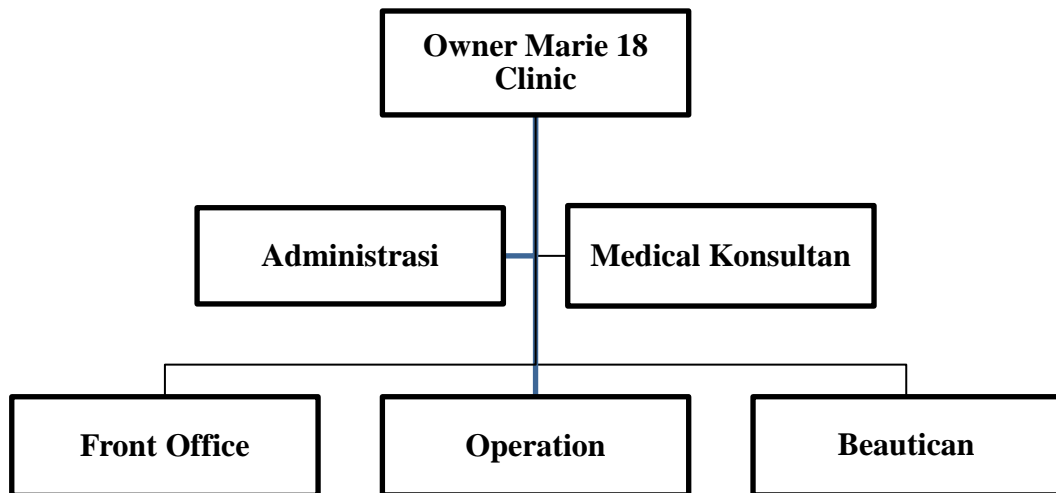 Owner Marie 18
Clinic
Administrasi
Medical Konsultan
Front Office
Operation
Beautican